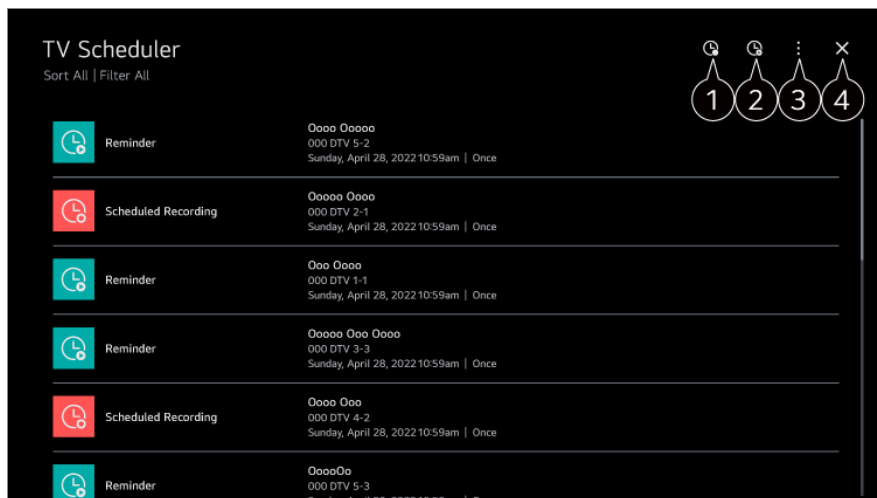 TV Scheduler
Sort All | Filter All
1 2 3 4
Reminder
Oooo Ooooo
000 DTV 5-2
Sunday, April 28, 2022 10:59am | Once
Scheduled Recording
Ooooo Oooo
000 DTV 2-1
Sunday, April 28, 2022 10:59am | Once
Reminder
Ooo Oooo
000 DTV 1-1
Sunday, April 28, 2022 10:59am | Once
Reminder
Ooooo Ooo Oooo
000 DTV 3-3
Sunday, April 28, 2022 10:59am | Once
Scheduled Recording
Oooo Ooo
000 DTV 4-2
Sunday, April 28, 2022 10:59am | Once
Reminder
OoooOo
000 DTV 5-3